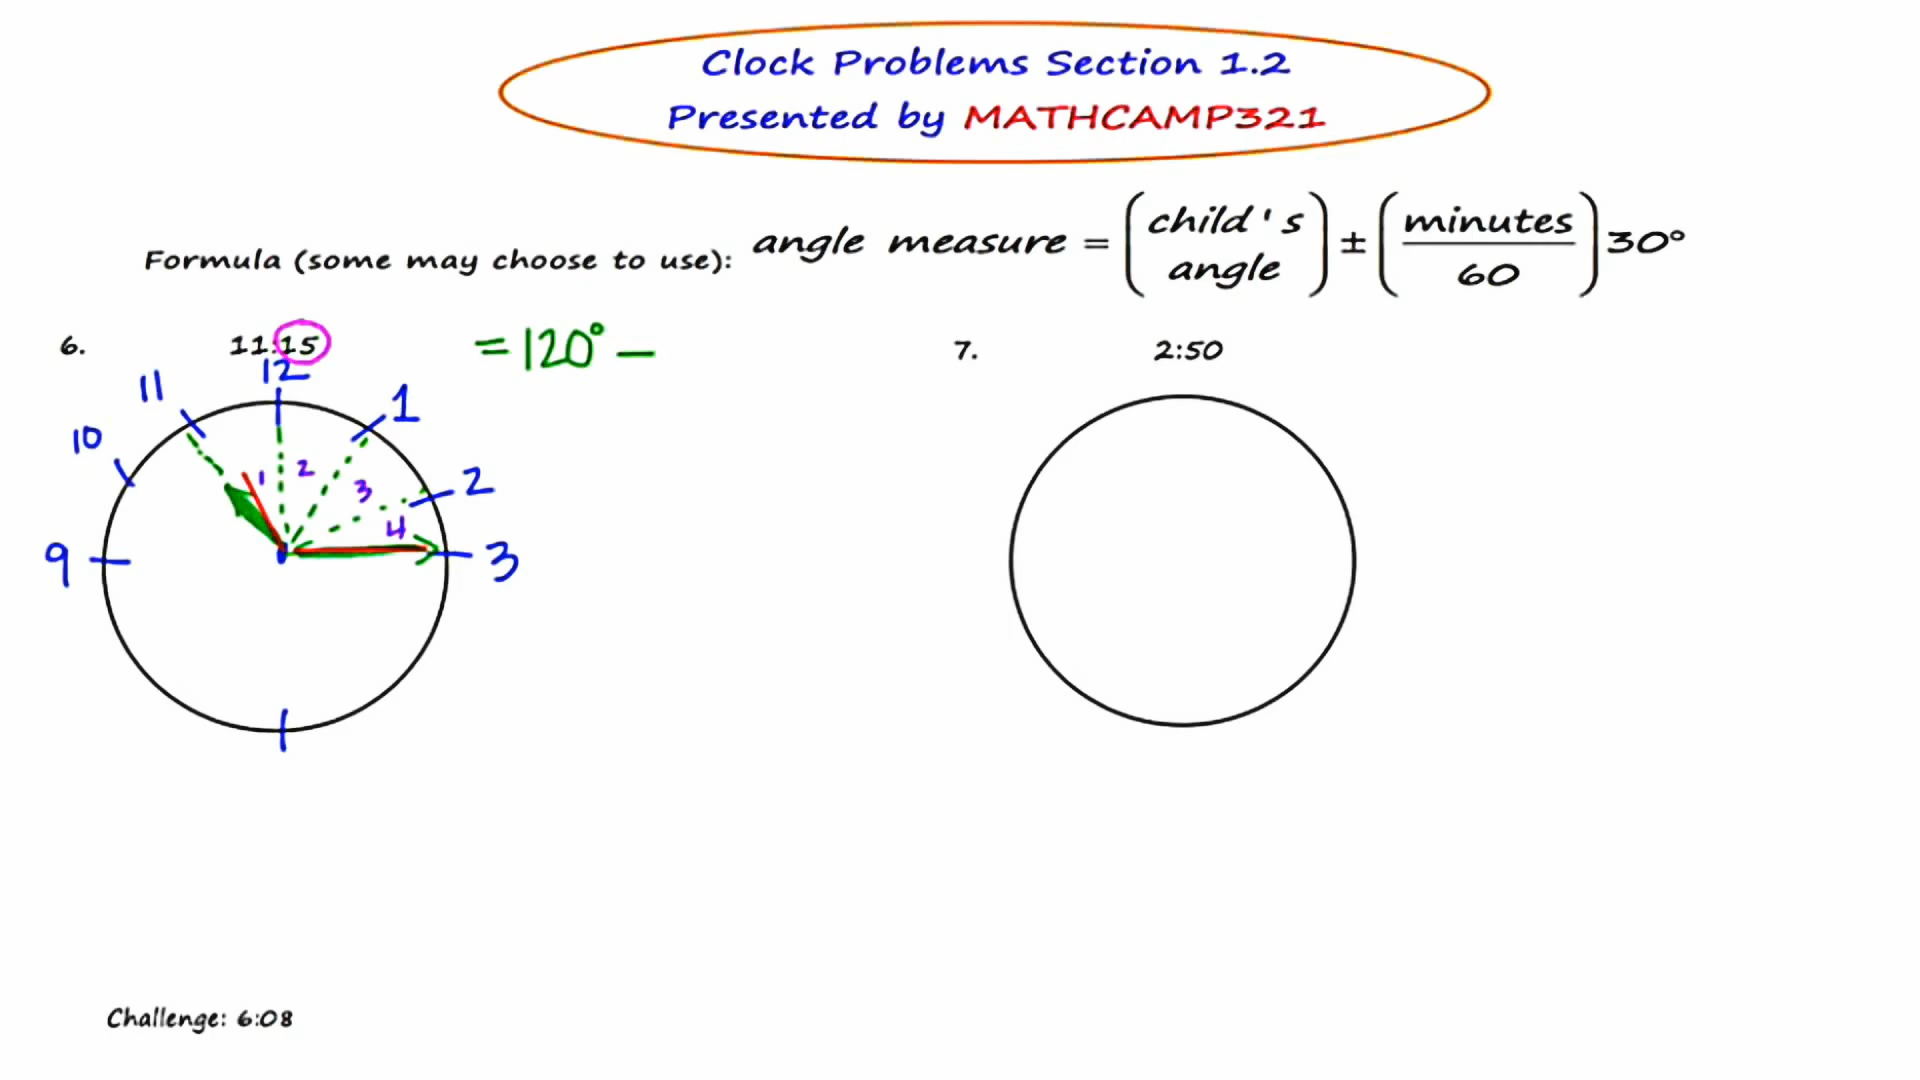 Clock Problems Section 1.2
Presented by MATHCAMP321
Formula (some may choose to use): angle measure = (child's angle) ± (minutes/60) 30°
6. 11:15 = 120° −
7. 2:50
12
11
1
10
2
1
2
3
4
9
3
Challenge: 6:08